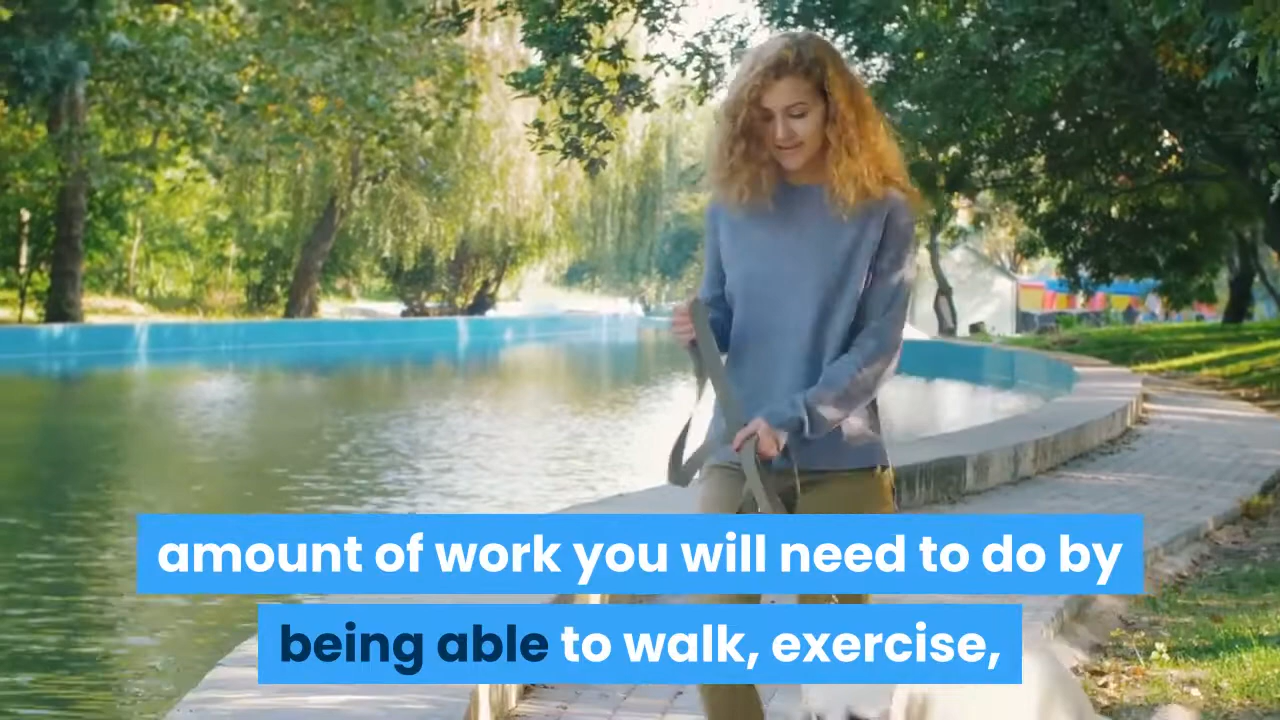 amount of work you will need to do by
being able to walk, exercise,